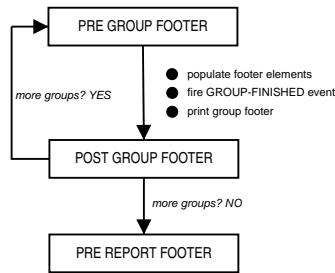 PRE GROUP FOOTER
populate footer elements
fire GROUP-FINISHED event
print group footer
more groups? YES
POST GROUP FOOTER
more groups? NO
PRE REPORT FOOTER